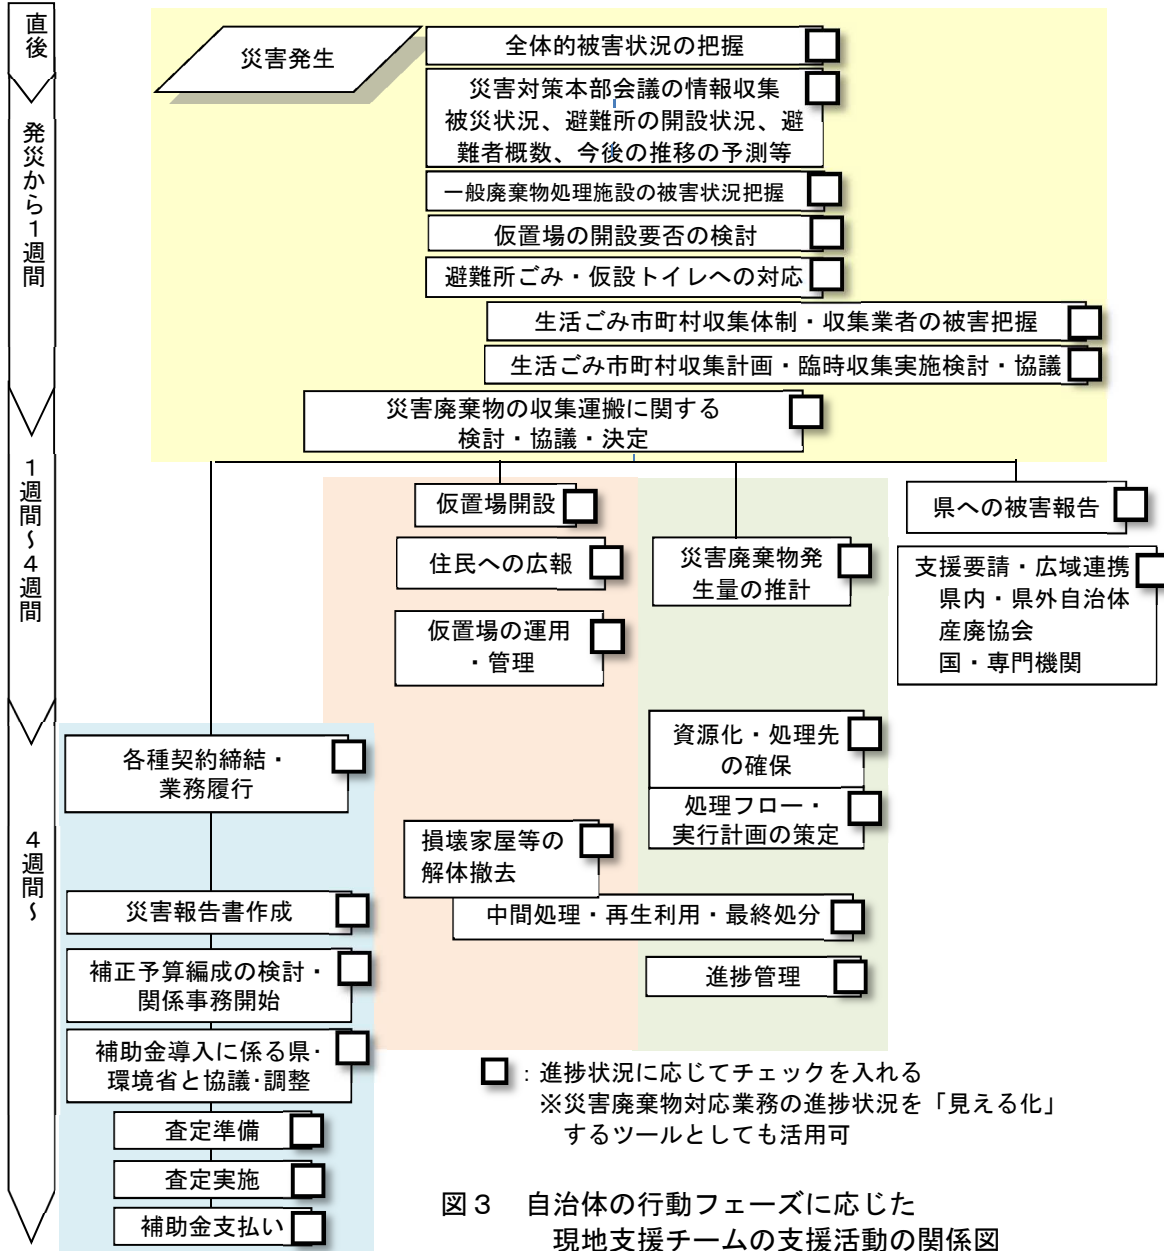 直後
発災から1週間
1週間～4週間
4週間～
災害発生
全体的被害状況の把握
災害対策本部会議の情報収集
被災状況、避難所の開設状況、避
難者概数、今後の推移の予測等
一般廃棄物処理施設の被害状況把握
仮置場の開設要否の検討
避難所ごみ・仮設トイレへの対応
生活ごみ市町村収集体制・収集業者の被害把握
生活ごみ市町村収集計画・臨時収集実施検討・協議
災害廃棄物の収集運搬に関する
検討・協議・決定
仮置場開設
住民への広報
仮置場の運用
・管理
災害廃棄物発
生量の推計
県への被害報告
支援要請・広域連携
県内・県外自治体
産廃協会
国・専門機関
各種契約締結・
業務履行
資源化・処理先
の確保
処理フロー・
実行計画の策定
損壊家屋等の
解体撤去
中間処理・再生利用・最終処分
進捗管理
災害報告書作成
補正予算編成の検討・
関係事務開始
補助金導入に係る県・
環境省と協議・調整
査定準備
査定実施
補助金支払い
：進捗状況に応じてチェックを入れる
※災害廃棄物対応業務の進捗状況を「見える化」
するツールとしても活用可
図３　自治体の行動フェーズに応じた
現地支援チームの支援活動の関係図